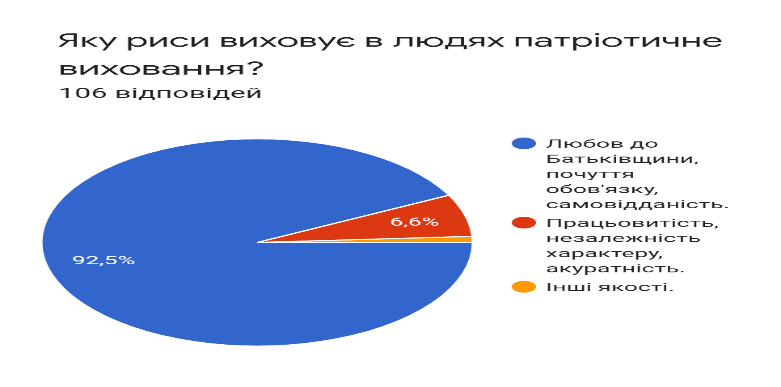 Яку риси виховує в людях патріотичне
виховання?
106 відповідей
92,5%
6,6%
Любов до
Батьківщини,
почуття
обов'язку,
самовідданість.
Працьовитість,
незалежність
характеру,
акуратність.
Інші якості.